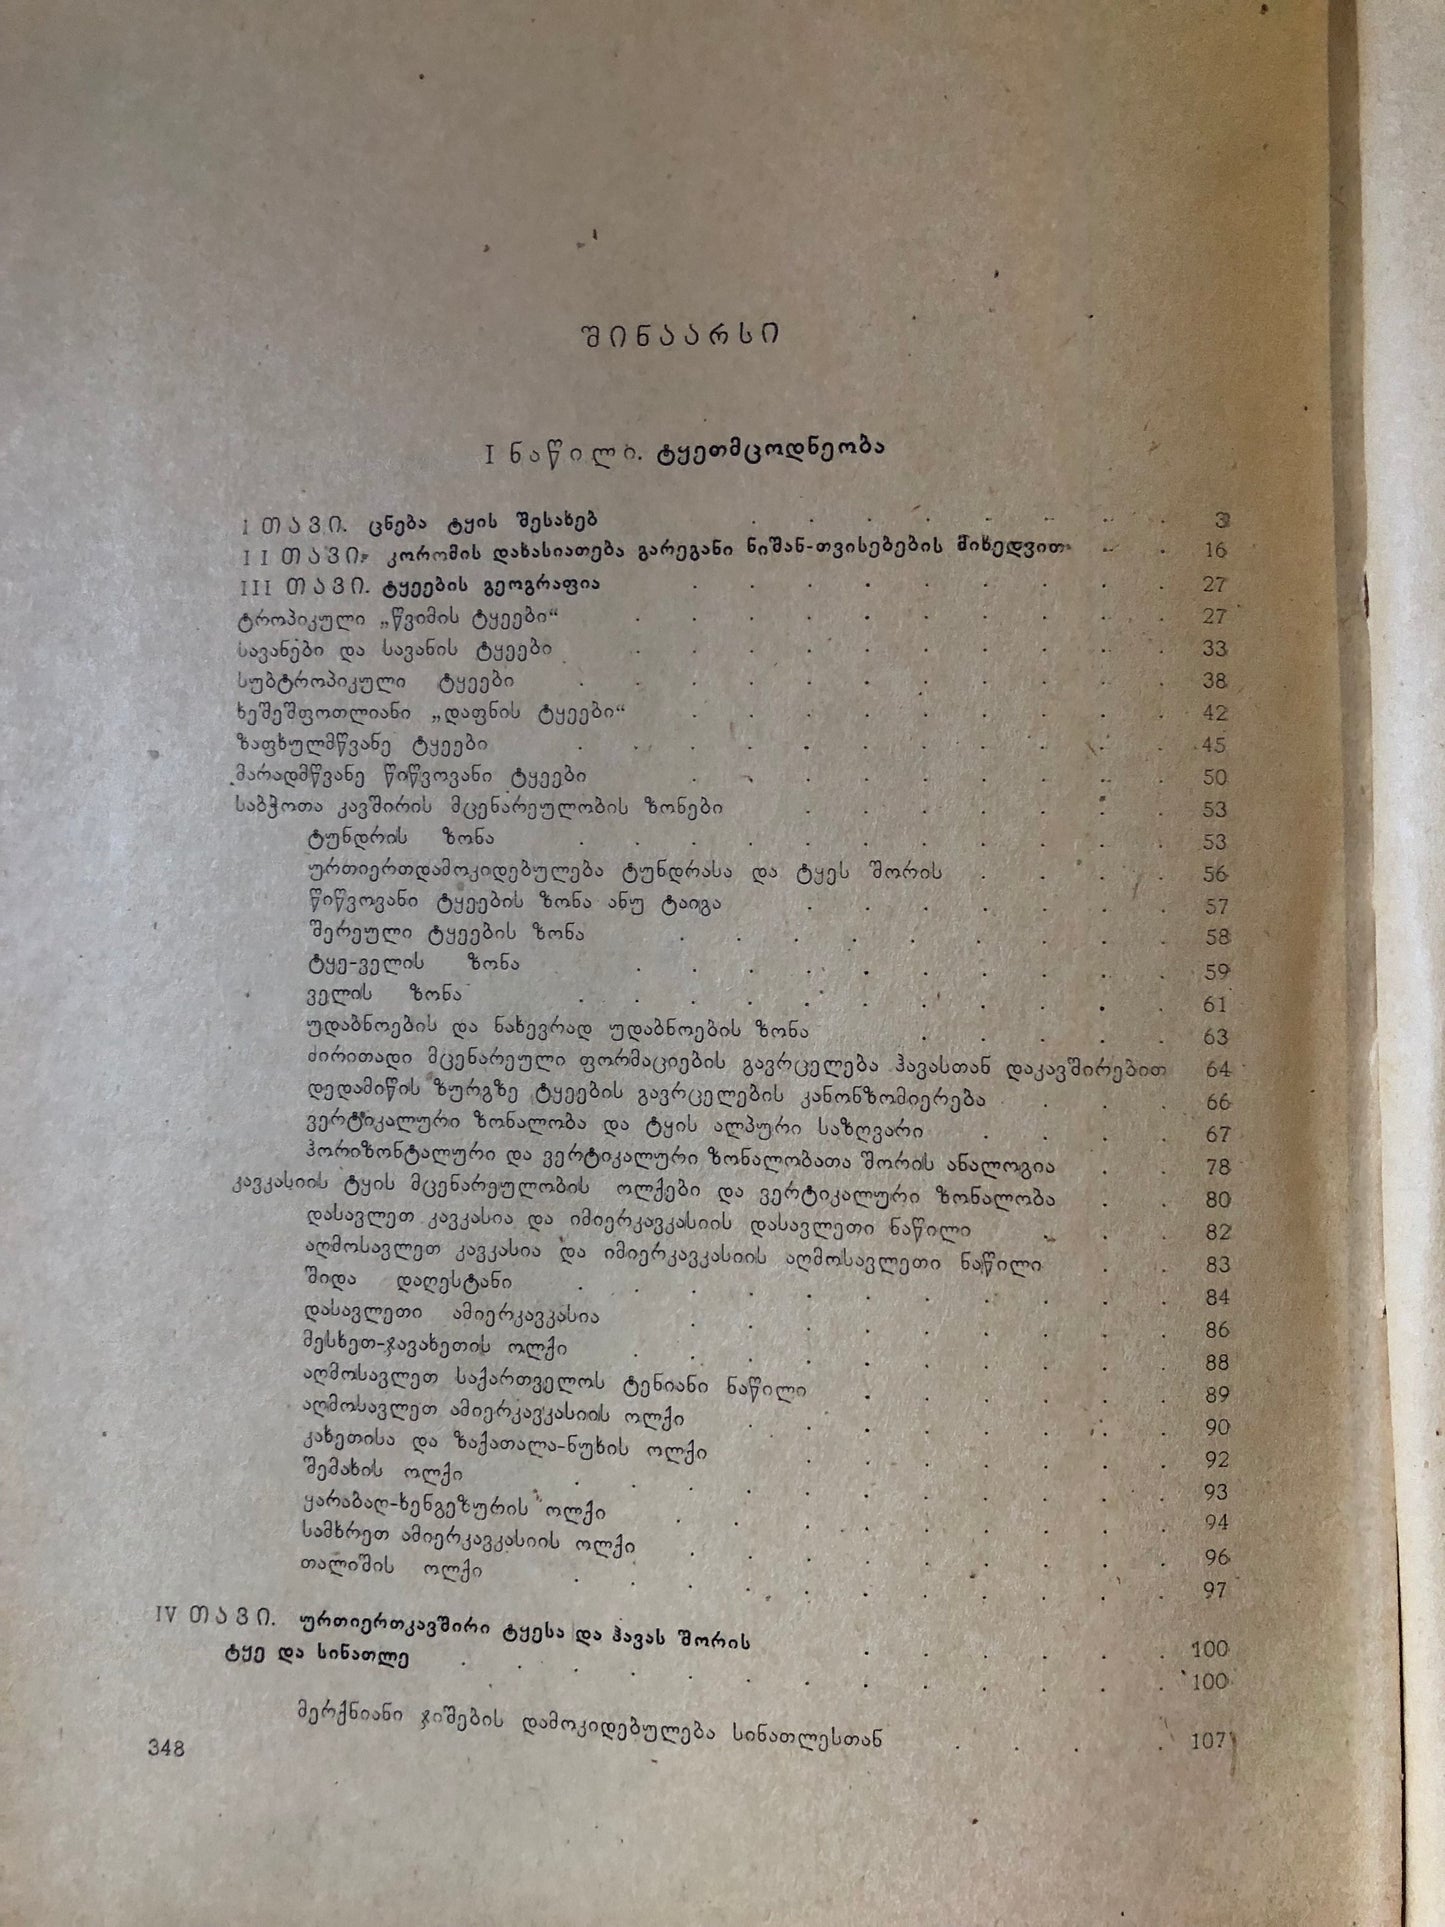 შინაარსი
I ნაწილი. ტყეთმცოდნეობა
I თავი. ცნება ტყის შესახებ . . . . . . . . 3
II თავი. კორომის დახასიათება გარეგანი ნიშან-თვისებების მიხედვით . . 16
III თავი. ტყეების გეოგრაფია . . . . . . . . . 27
ტროპიკული „წვიმის ტყეები“ . . . . . . . . . . 27
სავანები და სავანის ტყეები . . . . . . . . . . 33
სუბტროპიკული ტყეები . . . . . . . . . . . 38
ხეშეშფოთლიანი „დაფნის ტყეები“ . . . . . . . . . 42
ზაფხულმწვანე ტყეები . . . . . . . . . . . 45
მარადმწვანე წიწვოვანი ტყეები . . . . . . . . . 50
საბჭოთა კავშირის მცენარეულობის ზონები . . . . . . . 53
ტუნდრის ზონა . . . . . . . . . . . 53
ურთიერთდამოკიდებულება ტუნდრასა და ტყეს შორის . . . . 56
წიწვოვანი ტყეების ზონა ანუ ტაიგა . . . . . . . 57
შერეული ტყეების ზონა . . . . . . . . . 58
ტყე-ველის ზონა . . . . . . . . . . 59
ველის ზონა . . . . . . . . . . . 61
უდაბნოების და ნახევრად უდაბნოების ზონა . . . . . 63
ძირითადი მცენარეული ფორმაციების გავრცელება ჰავასთან დაკავშირებით 64
დედამიწის ზურგზე ტყეების გავრცელების კანონზომიერება . . . 66
ვერტიკალური ზონალობა და ტყის ალპური საზღვარი . . . . 67
ჰორიზონტალური და ვერტიკალური ზონალობათა შორის ანალოგია . . 78
კავკასიის ტყის მცენარეულობის ოლქები და ვერტიკალური ზონალობა . . 80
დასავლეთ კავკასია და იმიერკავკასიის დასავლეთი ნაწილი . . . 82
აღმოსავლეთ კავკასია და იმიერკავკასიის აღმოსავლეთი ნაწილი . . 83
შიდა დაღესტანი . . . . . . . . . . . 84
დასავლეთი ამიერკავკასია . . . . . . . . . 86
მესხეთ-ჯავახეთის ოლქი . . . . . . . . . . 88
აღმოსავლეთ საქართველოს ტენიანი ნაწილი . . . . . . 89
აღმოსავლეთ ამიერკავკასიის ოლქი . . . . . . . . 90
კახეთისა და ზაქათალა-ნუხის ოლქი . . . . . . . 92
შემახის ოლქი . . . . . . . . . . . 93
ყარაბაღ-ხენგეზურის ოლქი . . . . . . . . . 94
სამხრეთ ამიერკავკასიის ოლქი . . . . . . . . . 96
თალიშის ოლქი . . . . . . . . . . . 97
IV თავი. ურთიერთკავშირი ტყესა და ჰავას შორის . . . . . . 100
ტყე და სინათლე . . . . . . . . . . . . . 100
მერქნიანი ჯიშების დამოკიდებულება სინათლესთან . . . . 107
348